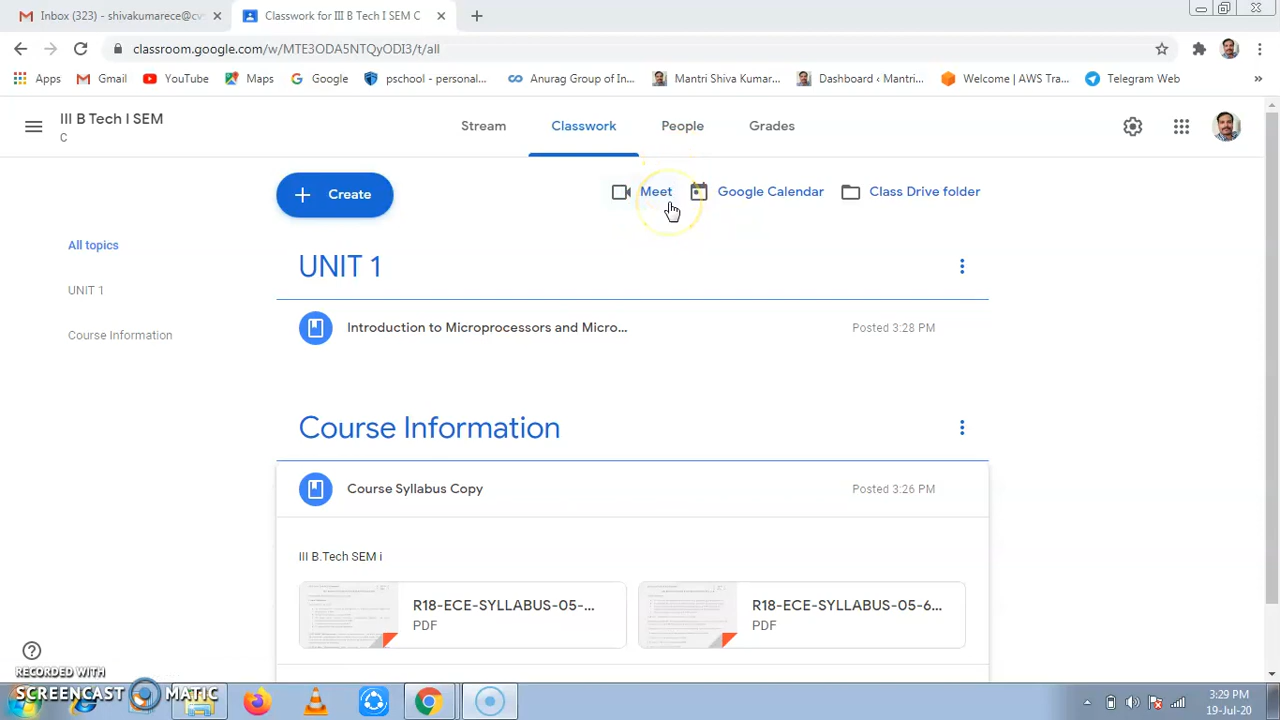 Inbox (323) - shivakumarece@cv
Classwork for III B Tech I SEM C
classroom.google.com/w/MTE3ODA5NTQyODI3/t/all
Apps
Gmail
YouTube
Maps
Google
pschool - personal...
Anurag Group of In...
Mantri Shiva Kumar...
Dashboard ‹ Mantri...
Welcome | AWS Tra...
Telegram Web
»
III B Tech I SEM
C
Stream
Classwork
People
Grades
+ Create
Meet
Google Calendar
Class Drive folder
All topics
UNIT 1
Course Information
UNIT 1
Introduction to Microprocessors and Micro...
Posted 3:28 PM
Course Information
Course Syllabus Copy
Posted 3:26 PM
III B.Tech SEM i
R18-ECE-SYLLABUS-05-...
PDF
R18-ECE-SYLLABUS-05-6...
PDF
RECORDED WITH
SCREENCAST MATIC
3:29 PM
19-Jul-20